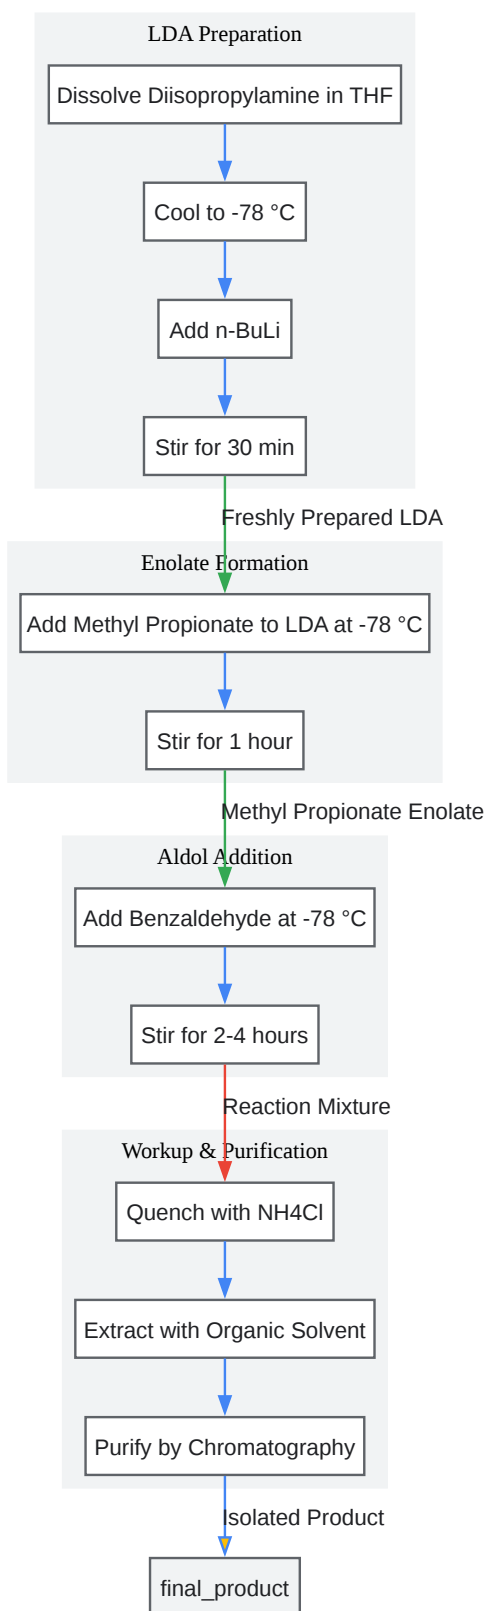 LDA Preparation
Dissolve Diisopropylamine in THF
Cool to -78 °C
Add n-BuLi
Stir for 30 min
Freshly Prepared LDA
Enolate Formation
Add Methyl Propionate to LDA at -78 °C
Stir for 1 hour
Methyl Propionate Enolate
Aldol Addition
Add Benzaldehyde at -78 °C
Stir for 2-4 hours
Reaction Mixture
Workup & Purification
Quench with NH4Cl
Extract with Organic Solvent
Purify by Chromatography
Isolated Product
final_product